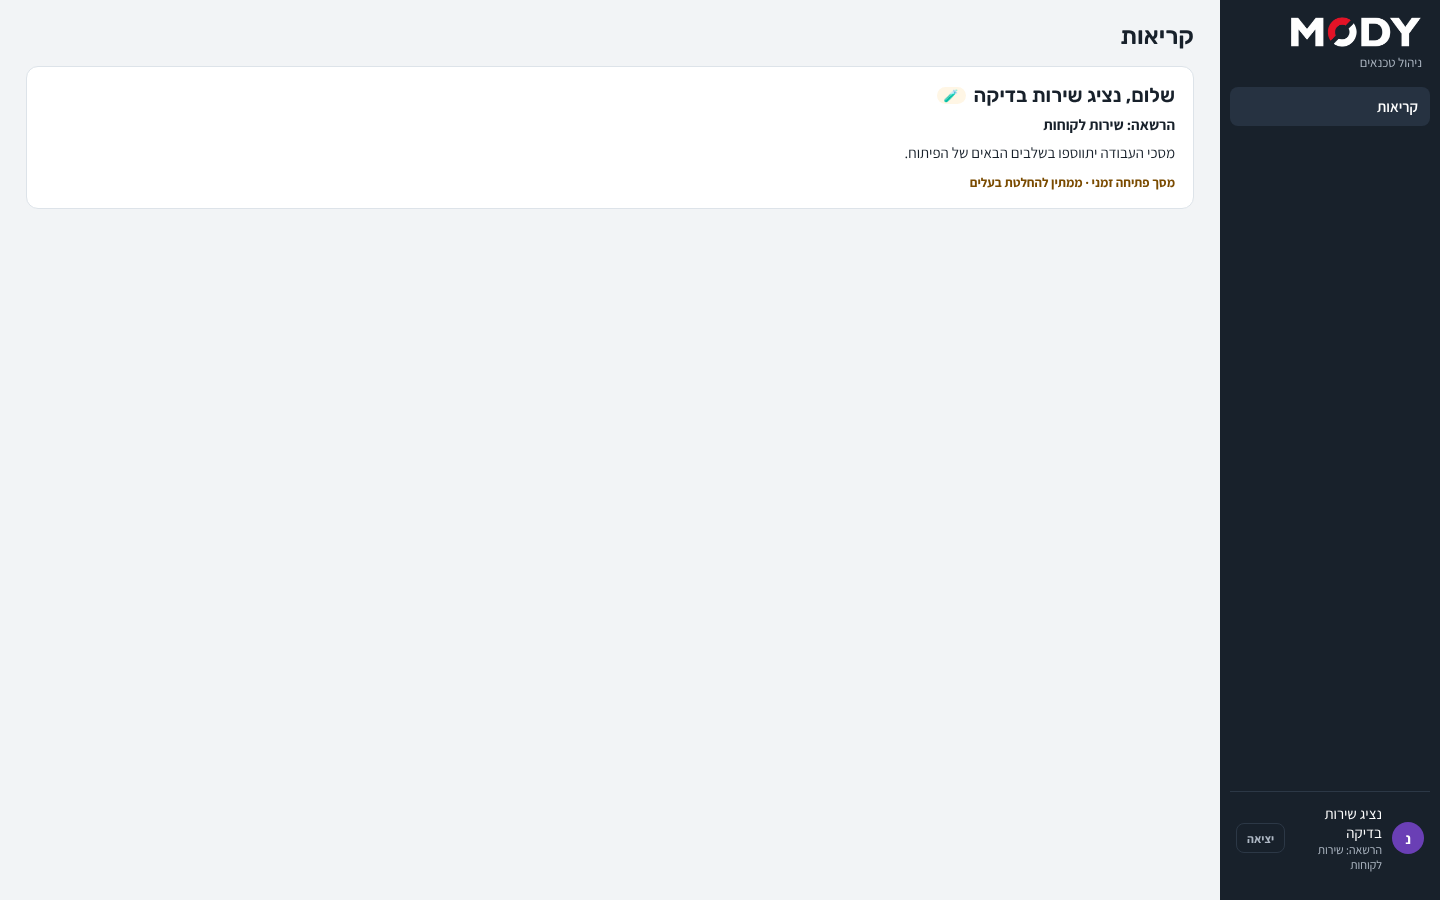 MODY
ניהול טכנאים
קריאות
קריאות
שלום, נציג שירות בדיקה 🧪
הרשאה: שירות לקוחות
מסכי העבודה יתווספו בשלבים הבאים של הפיתוח.
מסך פתיחה זמני · ממתין להחלטת בעלים
נ
נציג שירות
בדיקה
הרשאה: שירות
לקוחות
יציאה